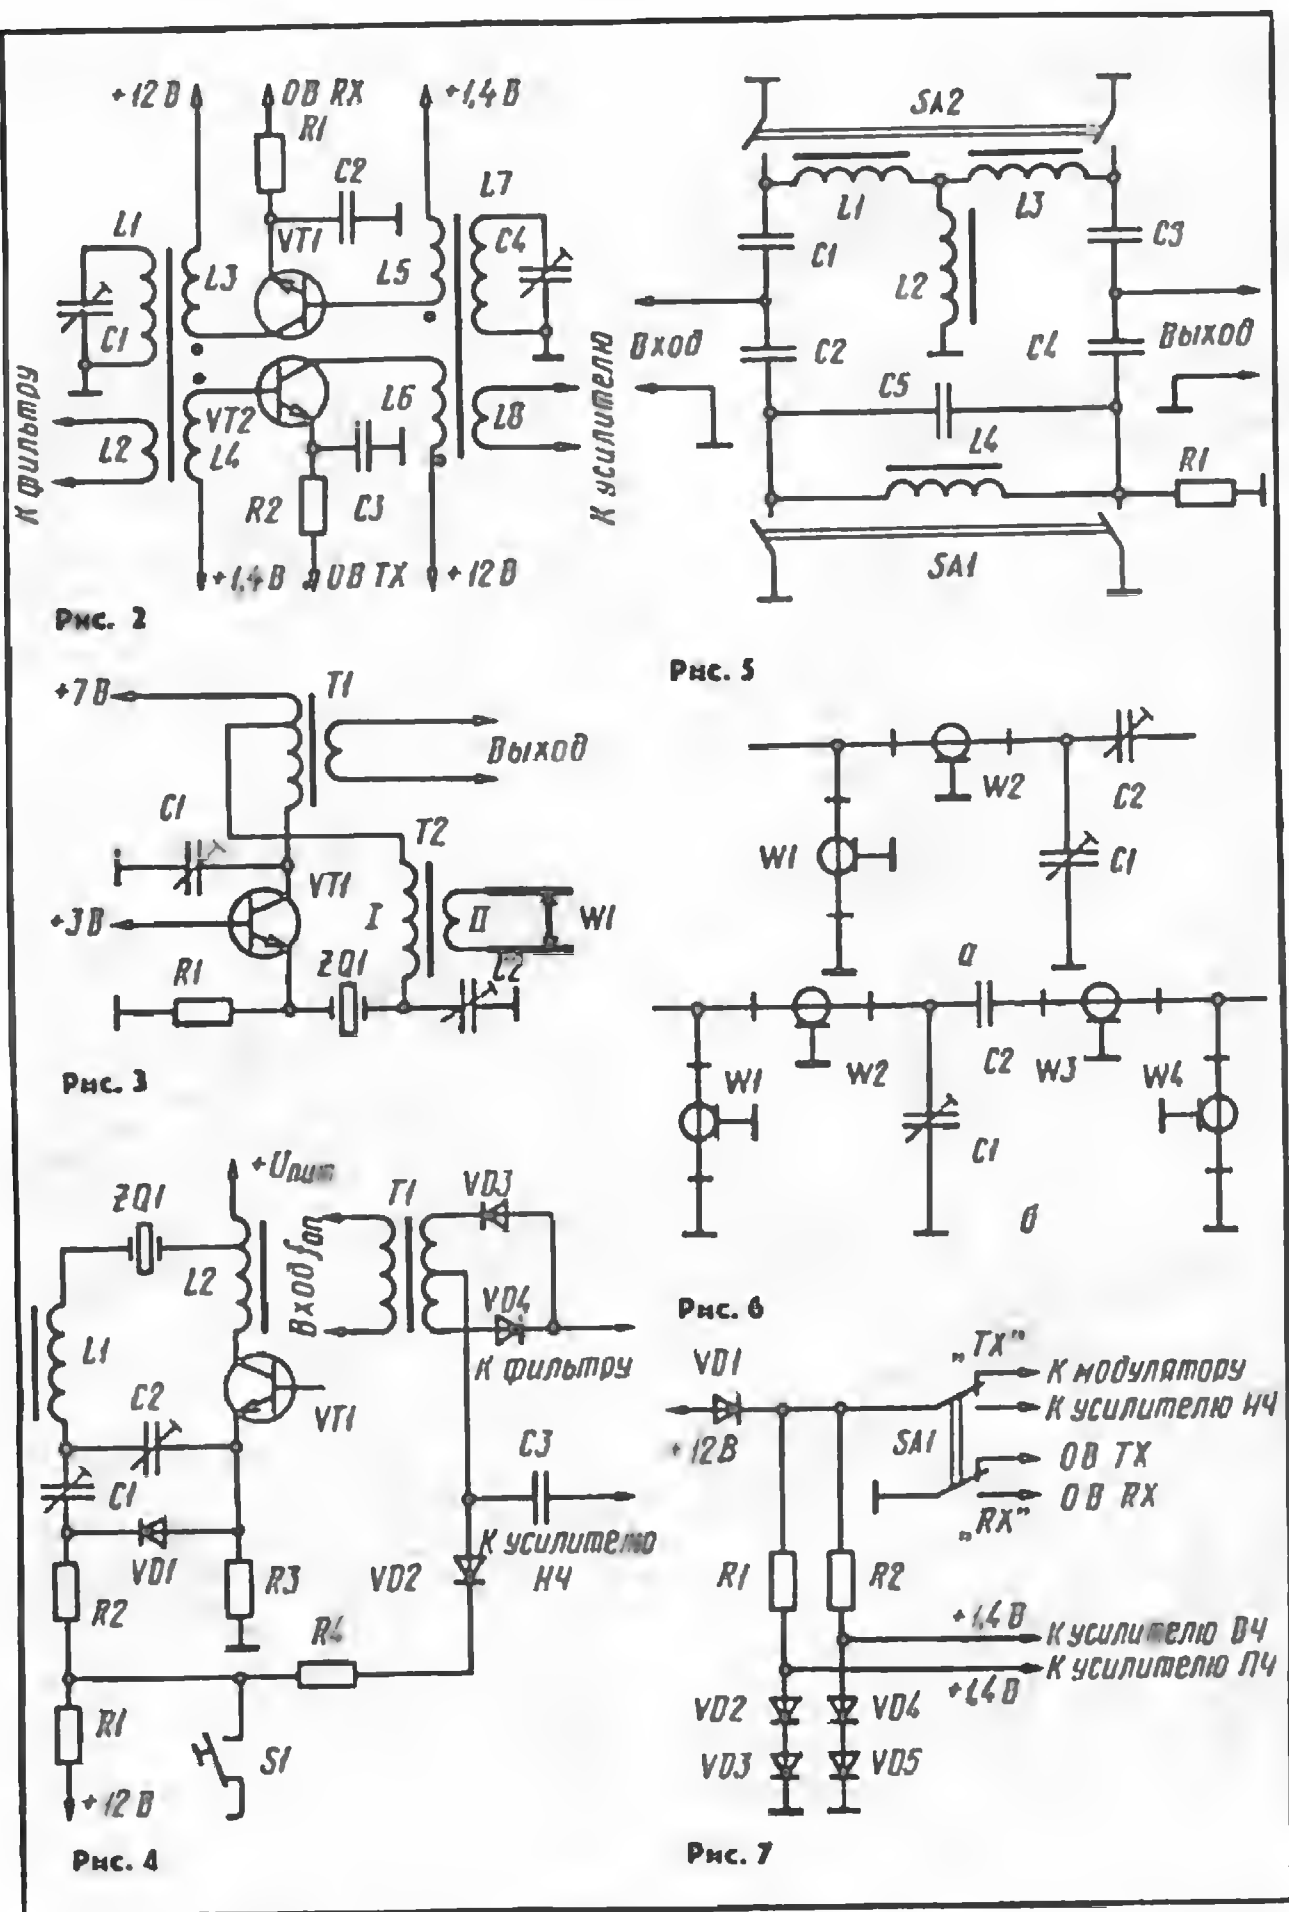 +12 В
0В RX
+1,4 В
R1
C2
L7
L1
VT1
C4
L3
L5
C1
К фильтру
VT2
L6
L8
К усилителю
L2
L4
R2
C3
+1,4 В
0В TX
+12 В
Рис. 2
SA2
L1
L3
C1
C3
L2
Вход
Выход
C2
C4
C5
L4
R1
SA1
Рис. 5
+7 В
T1
Выход
C1
T2
VT1
+3 В
I
II
W1
R1
ZQ1
Рис. 3
W2
C2
W1
C1
а
W1
W2
C2
W3
W4
C1
б
Рис. 6
+Uпит
ZQ1
T1
VD3
L2
Вход fоп
VD4
L1
К фильтру
C2
VT1
C3
C1
VD1
К усилителю
НЧ
VD2
R2
R3
R4
R1
S1
+12 В
Рис. 4
„TX”
VD1
К модулятору
К усилителю НЧ
+12 В
SA1
0В TX
0В RX
„RX”
R1
R2
+1,4 В
К усилителю ВЧ
К усилителю ПЧ
+1,4 В
VD2
VD4
VD3
VD5
Рис. 7